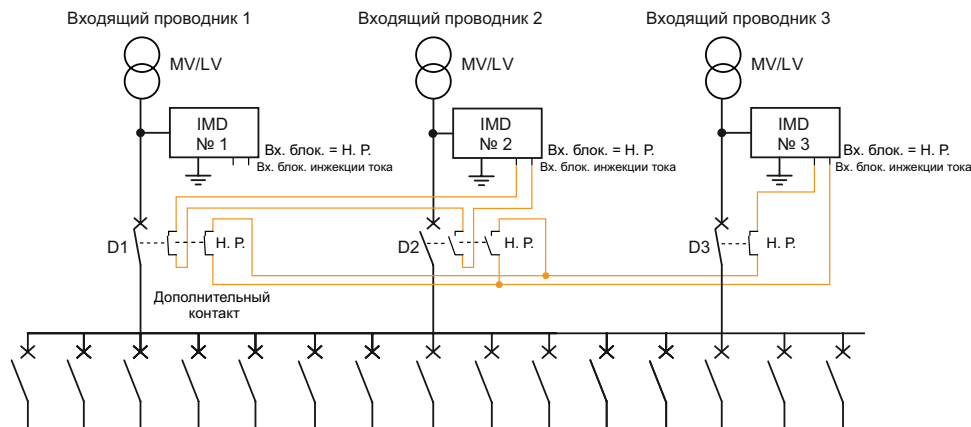 Входящий проводник 1
Входящий проводник 2
Входящий проводник 3
MV/LV
MV/LV
MV/LV
IMD
№ 1
Вх. блок. = Н. Р.
Вх. блок. инжекции тока
IMD
№ 2
Вх. блок. = Н. Р.
Вх. блок. инжекции тока
IMD
№ 3
Вх. блок. = Н. Р.
Вх. блок. инжекции тока
D1
Н. Р.
D2
Н. Р.
D3
Н. Р.
Дополнительный
контакт